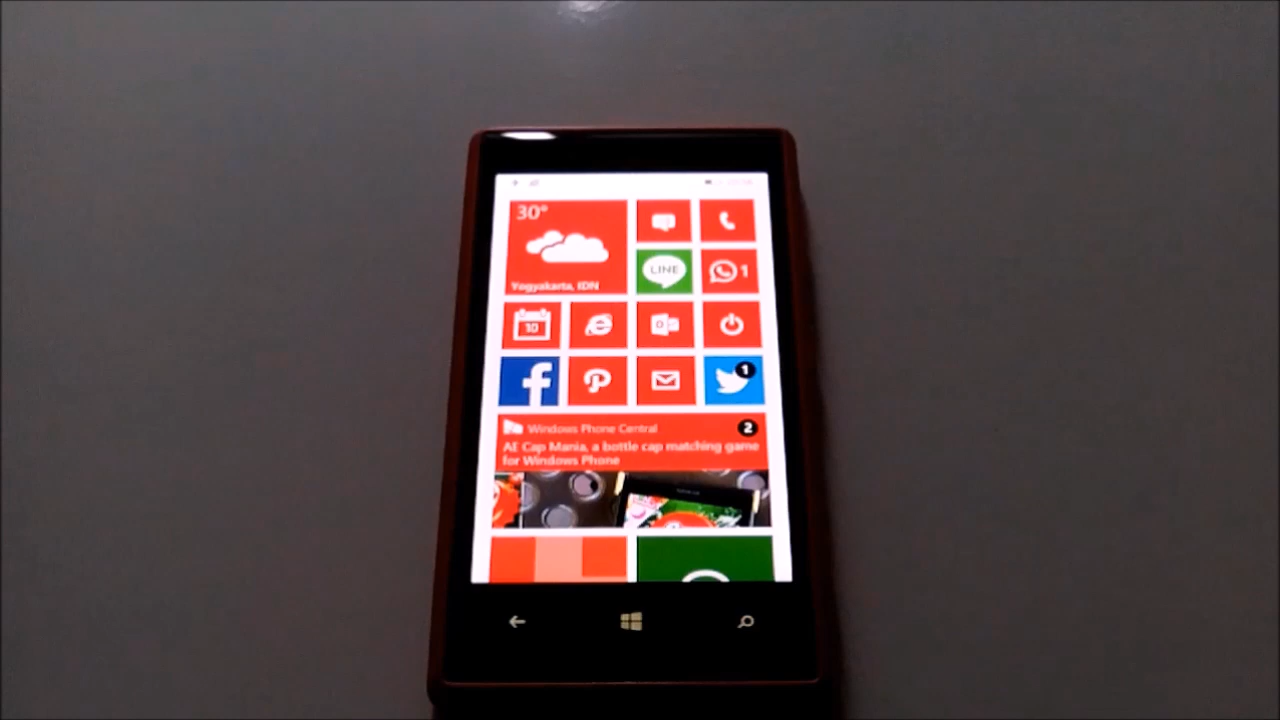 30°
Yogyakarta, IDN
LINE
1
10
1
Windows Phone Central
2
AE Cap Mania, a bottle cap matching game
for Windows Phone